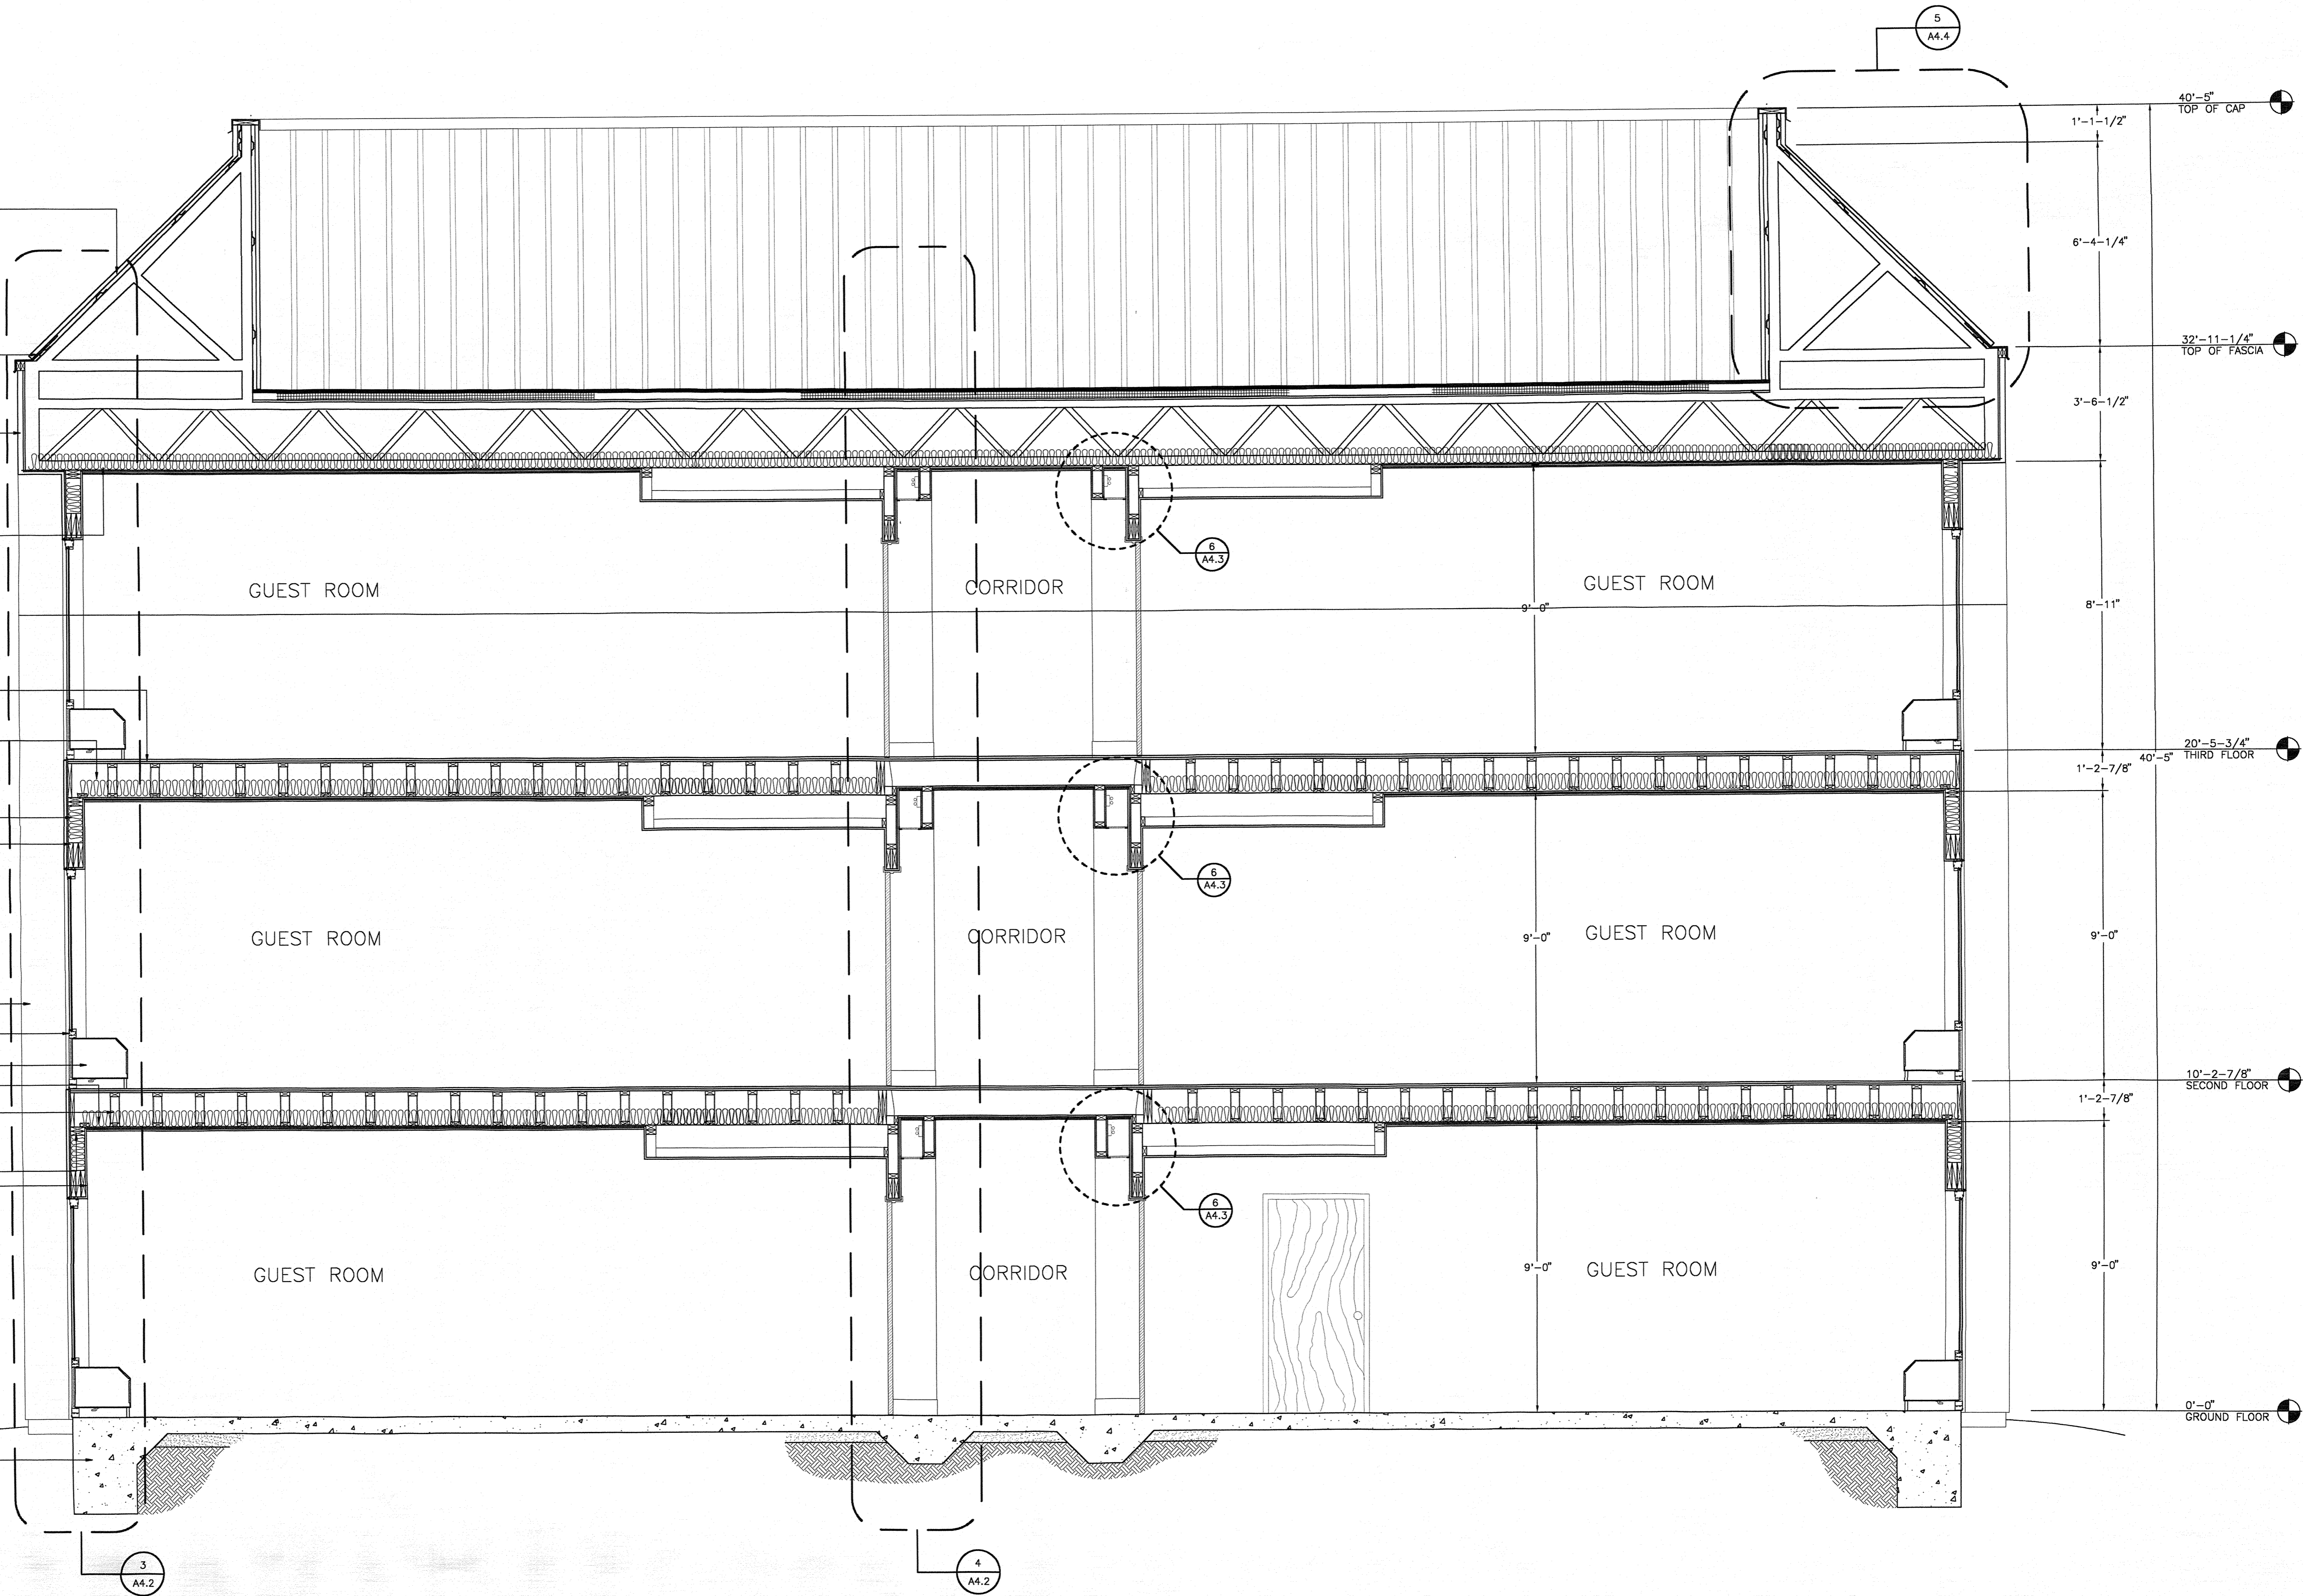 5
A4.4
40'-5"
TOP OF CAP
1'-1-1/2"
6'-4-1/4"
32'-11-1/4"
TOP OF FASCIA
3'-6-1/2"
6
A4.3
GUEST ROOM
CORRIDOR
GUEST ROOM
9'-0"
8'-11"
20'-5-3/4"
THIRD FLOOR
40'-5"
1'-2-7/8"
6
A4.3
GUEST ROOM
CORRIDOR
9'-0"
GUEST ROOM
9'-0"
10'-2-7/8"
SECOND FLOOR
1'-2-7/8"
6
A4.3
GUEST ROOM
CORRIDOR
9'-0"
GUEST ROOM
9'-0"
0'-0"
GROUND FLOOR
3
A4.2
4
A4.2